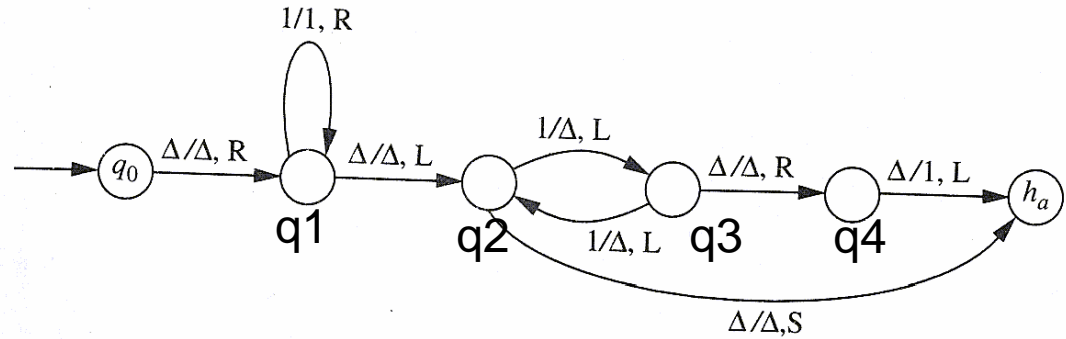 1/1, R
Δ/Δ, R
Δ/Δ, L
1/Δ, L
Δ/Δ, R
Δ/1, L
q0
ha
q1
q2
1/Δ, L
q3
q4
Δ/Δ,S